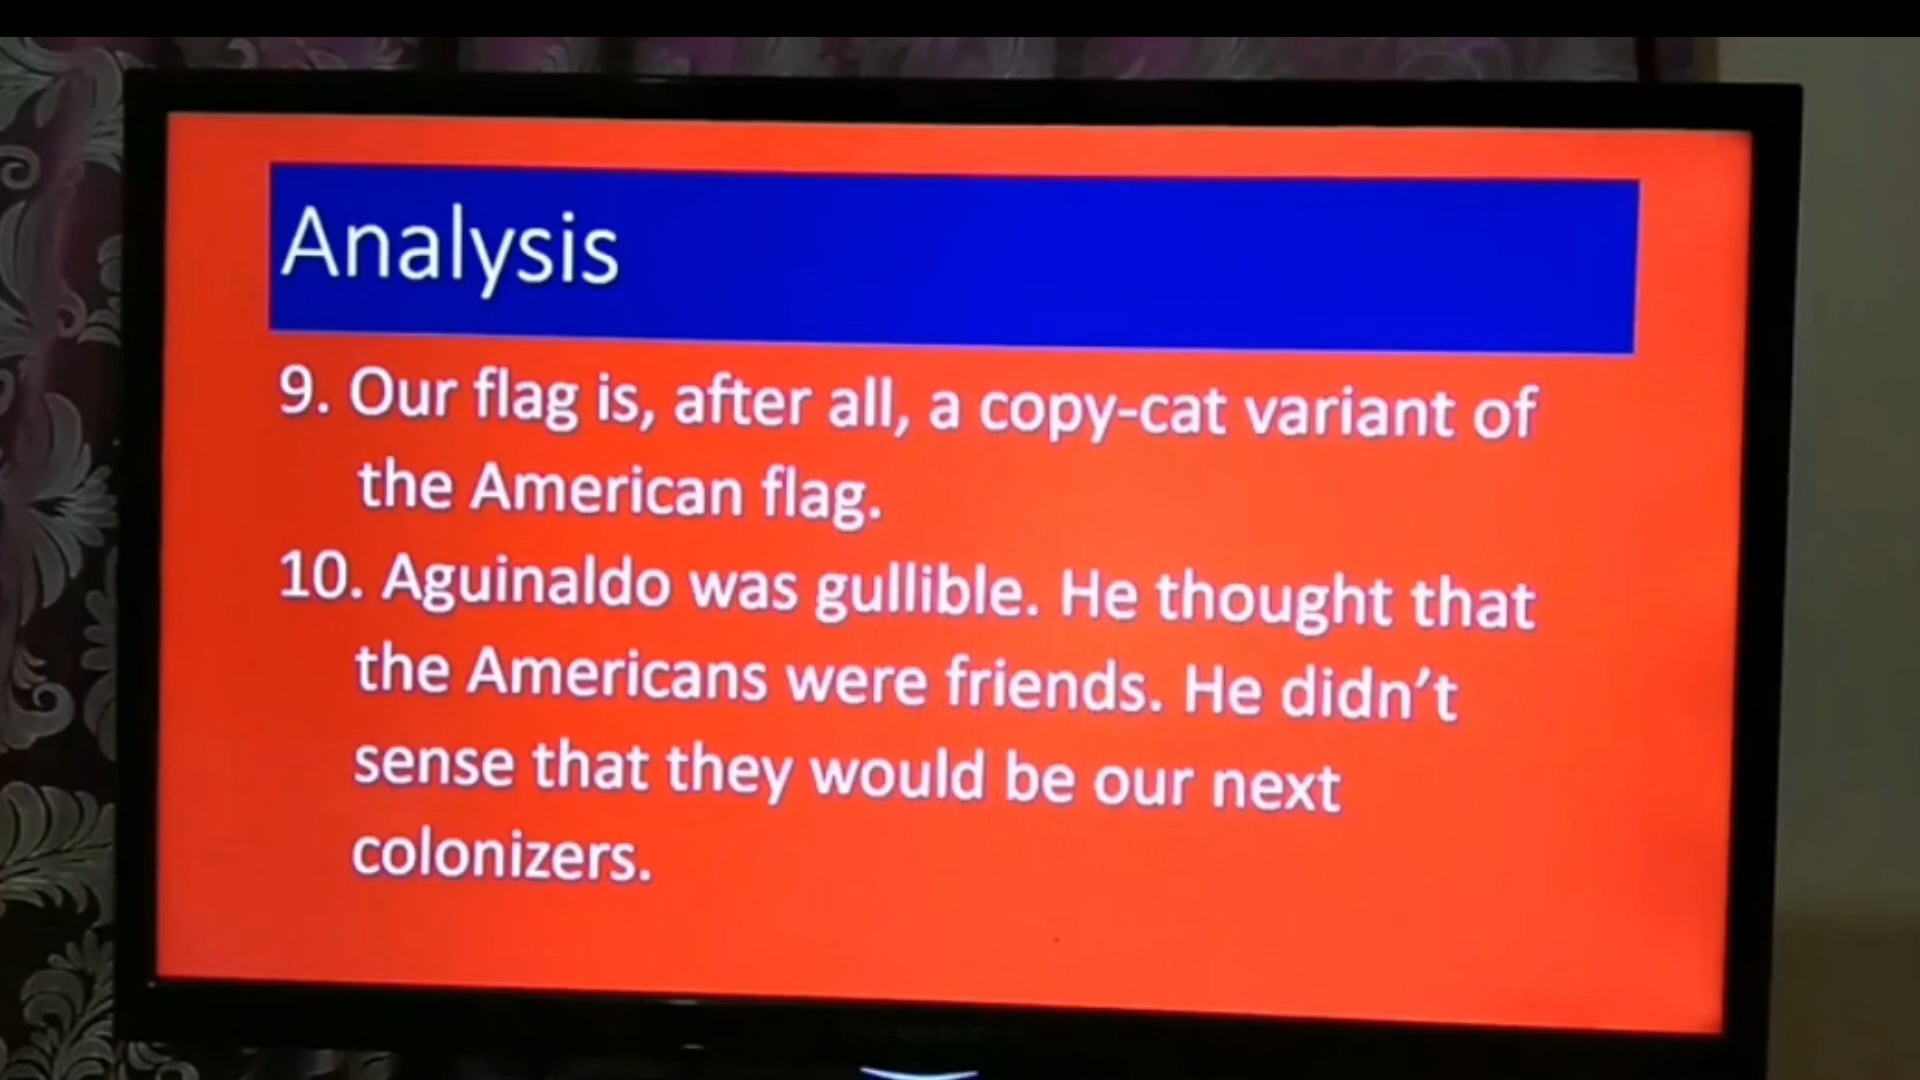 Analysis
9. Our flag is, after all, a copy-cat variant of
the American flag.
10. Aguinaldo was gullible. He thought that
the Americans were friends. He didn't
sense that they would be our next
colonizers.